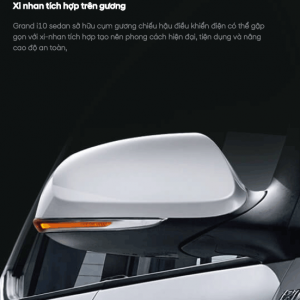 Xi nhan tích hợp trên gương
Grand i10 sedan sở hữu cụm gương chiếu hậu điều khiển điện có thể gập
gọn với xi-nhan tích hợp tạo nên phong cách hiện đại, tiện dụng và nâng
cao độ an toàn,